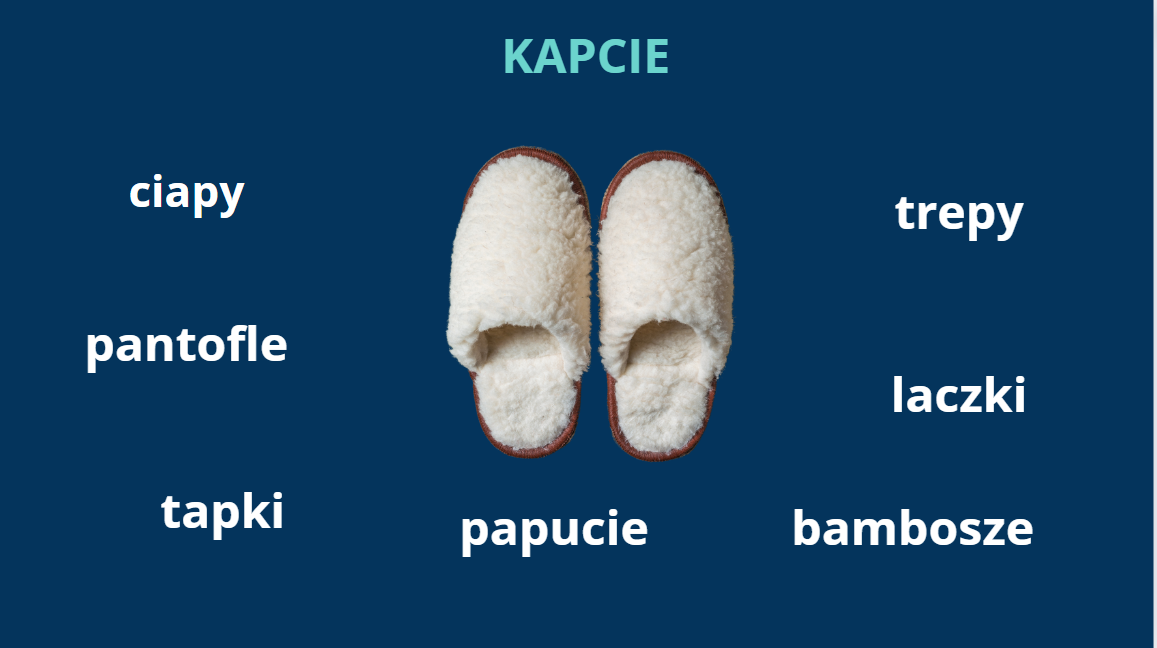 KAPCIE
ciapy
trepy
pantofle
laczki
tapki
papucie
bambosze